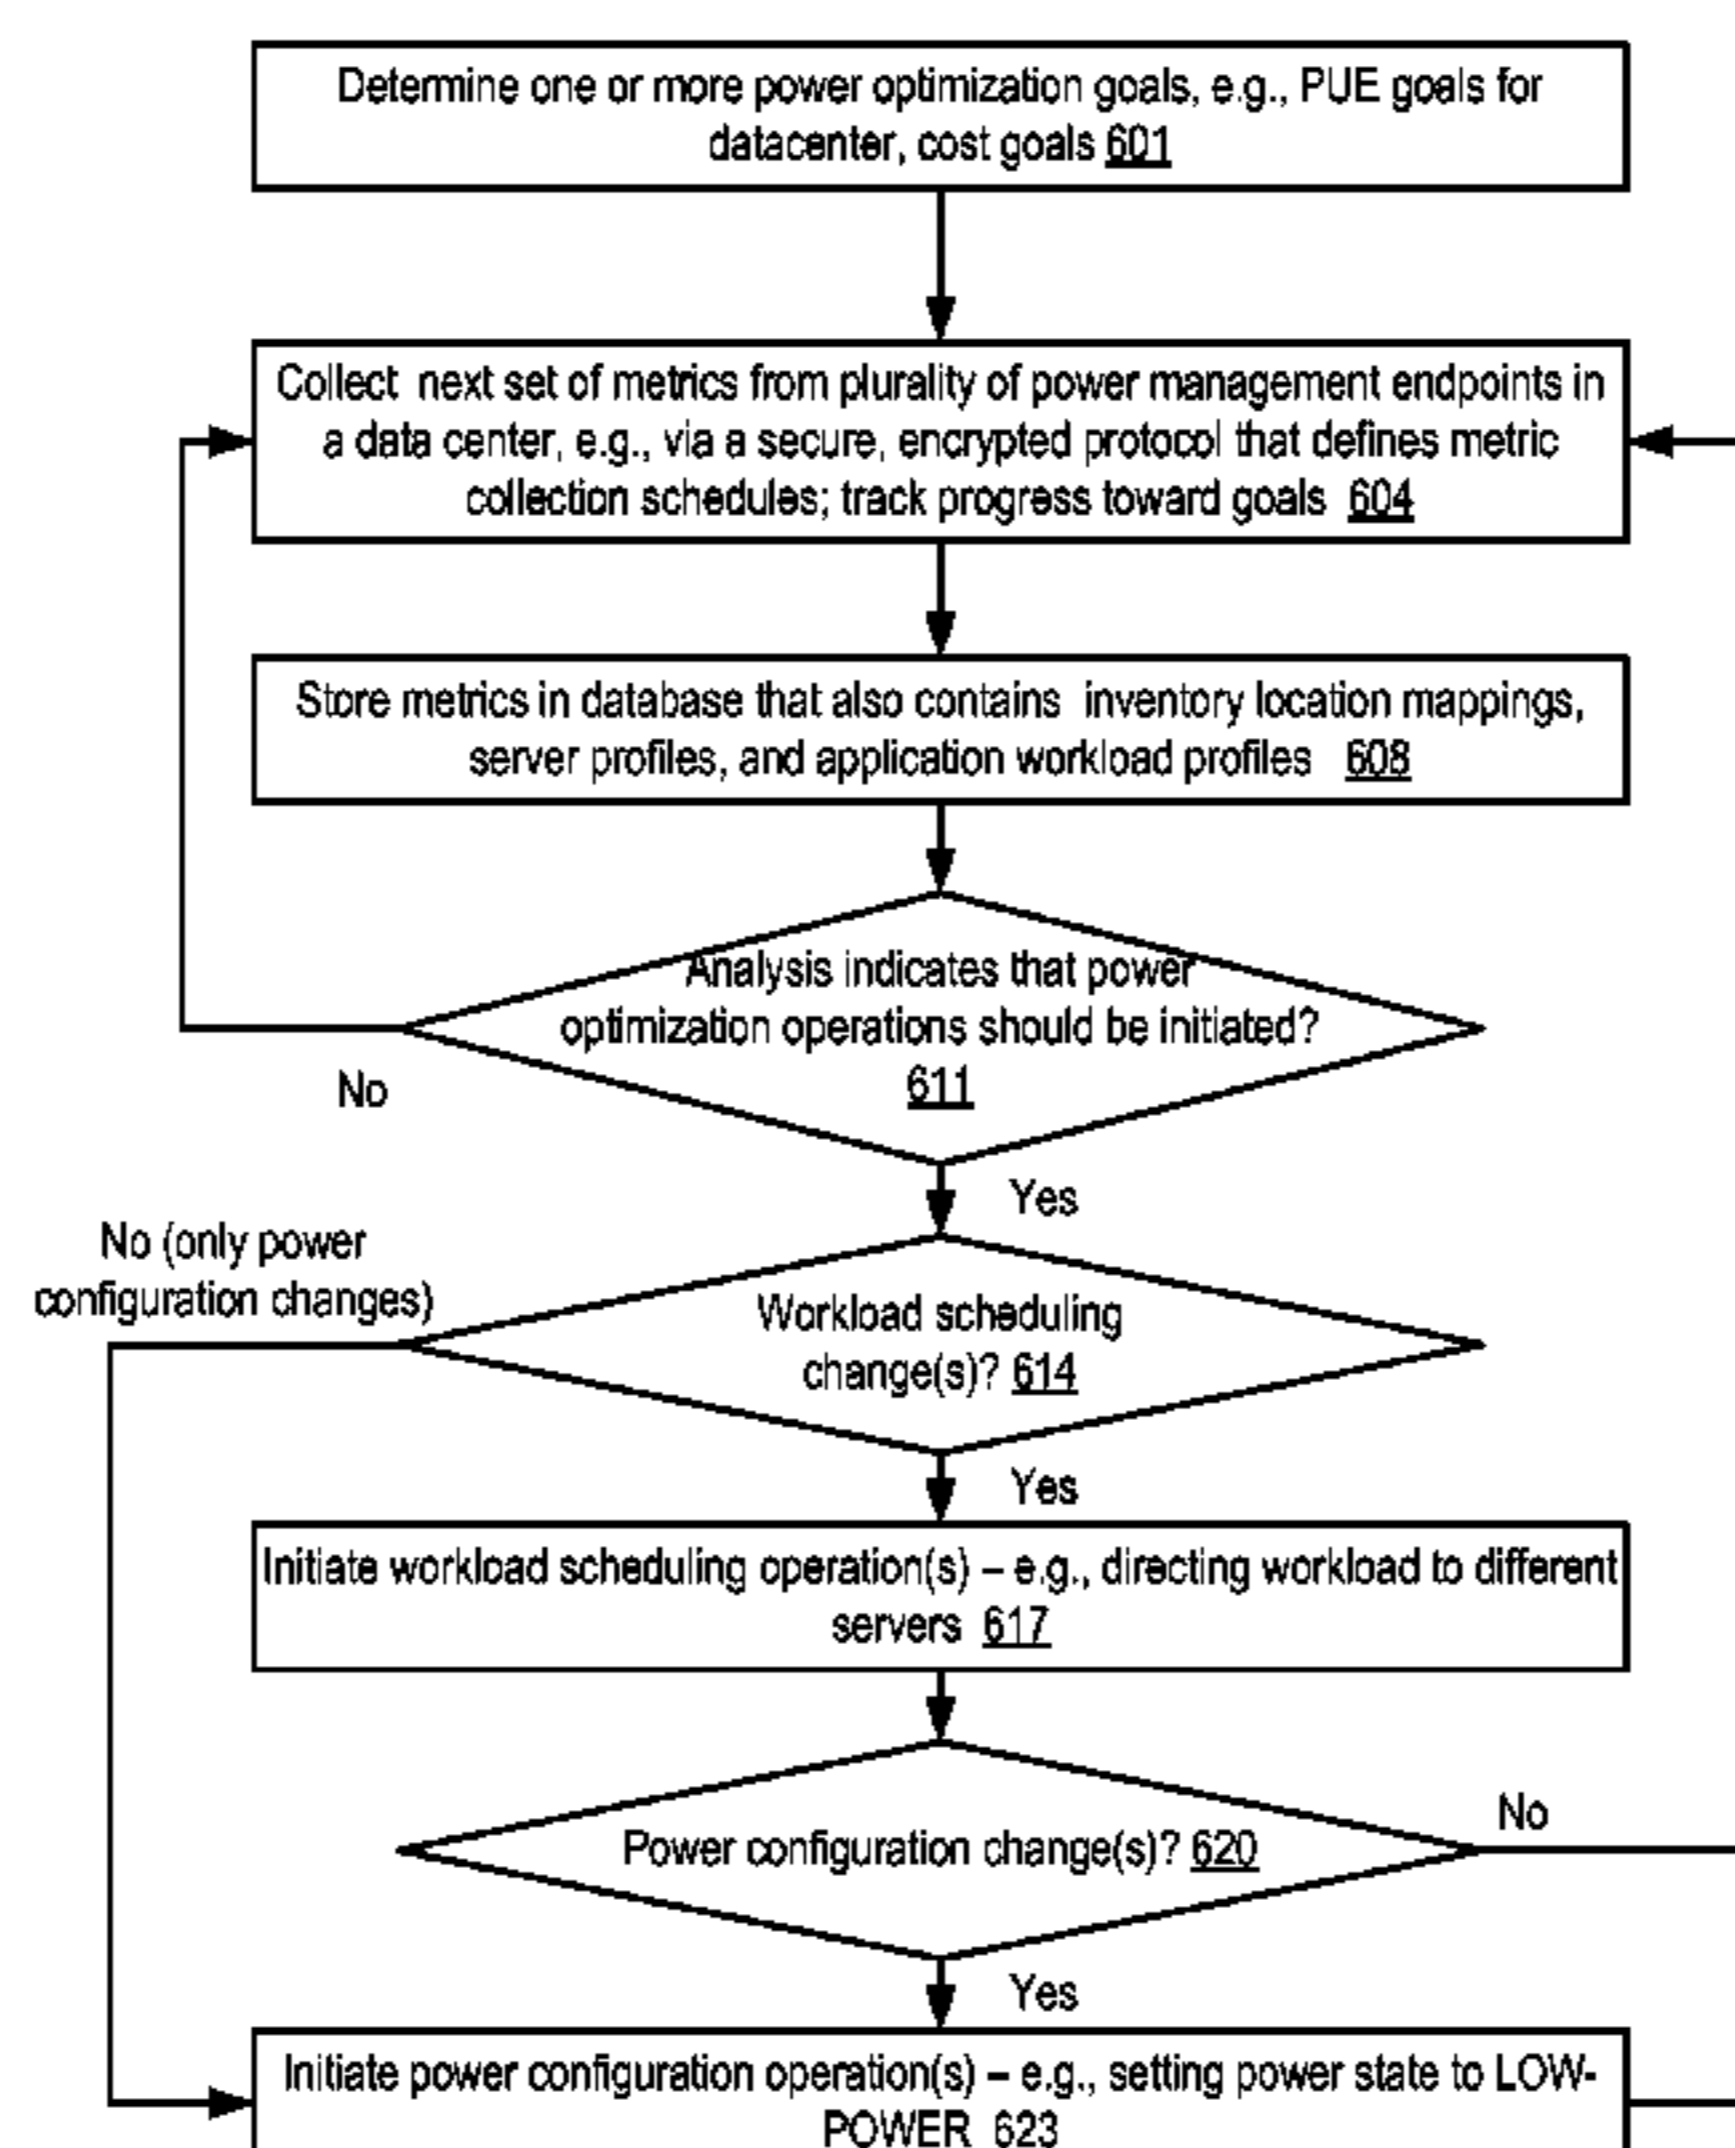 Determine one or more power optimization goals, e.g., PUE goals for
datacenter, cost goals 601
Collect next set of metrics from plurality of power management endpoints in
a data center, e.g., via a secure, encrypted protocol that defines metric
collection schedules; track progress toward goals 604
Store metrics in database that also contains inventory location mappings,
server profiles, and application workload profiles 608
Analysis indicates that power
optimization operations should be initiated?
611
No
Yes
No (only power
configuration changes)
Workload scheduling
change(s)? 614
Yes
Initiate workload scheduling operation(s) – e.g., directing workload to different
servers 617
Power configuration change(s)? 620
No
Yes
Initiate power configuration operation(s) – e.g., setting power state to LOW-
POWER 623